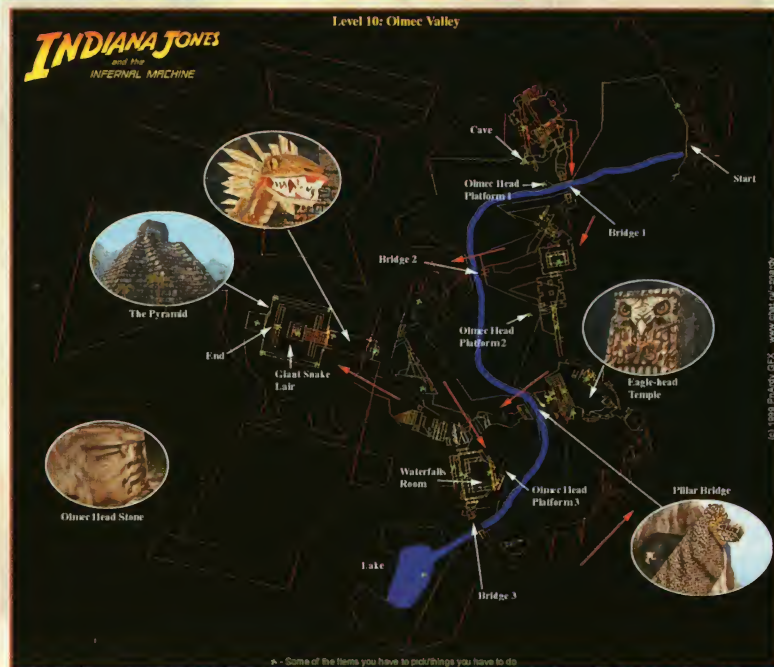 Level 10: Olmec Valley
INDIANA JONES
and the
INFERNAL MACHINE
Cave
Start
Olmec Head
Platform 1
Bridge 1
Bridge 2
The Pyramid
Olmec Head
Platform 2
End
Giant Snake
Lair
Eagle-head
Temple
Waterfalls
Room
Olmec Head
Platform 3
Pillar Bridge
Olmec Head Stone
Lake
Bridge 3
- Some of the items you have to pick/things you have to do
(c) 1999
GFX